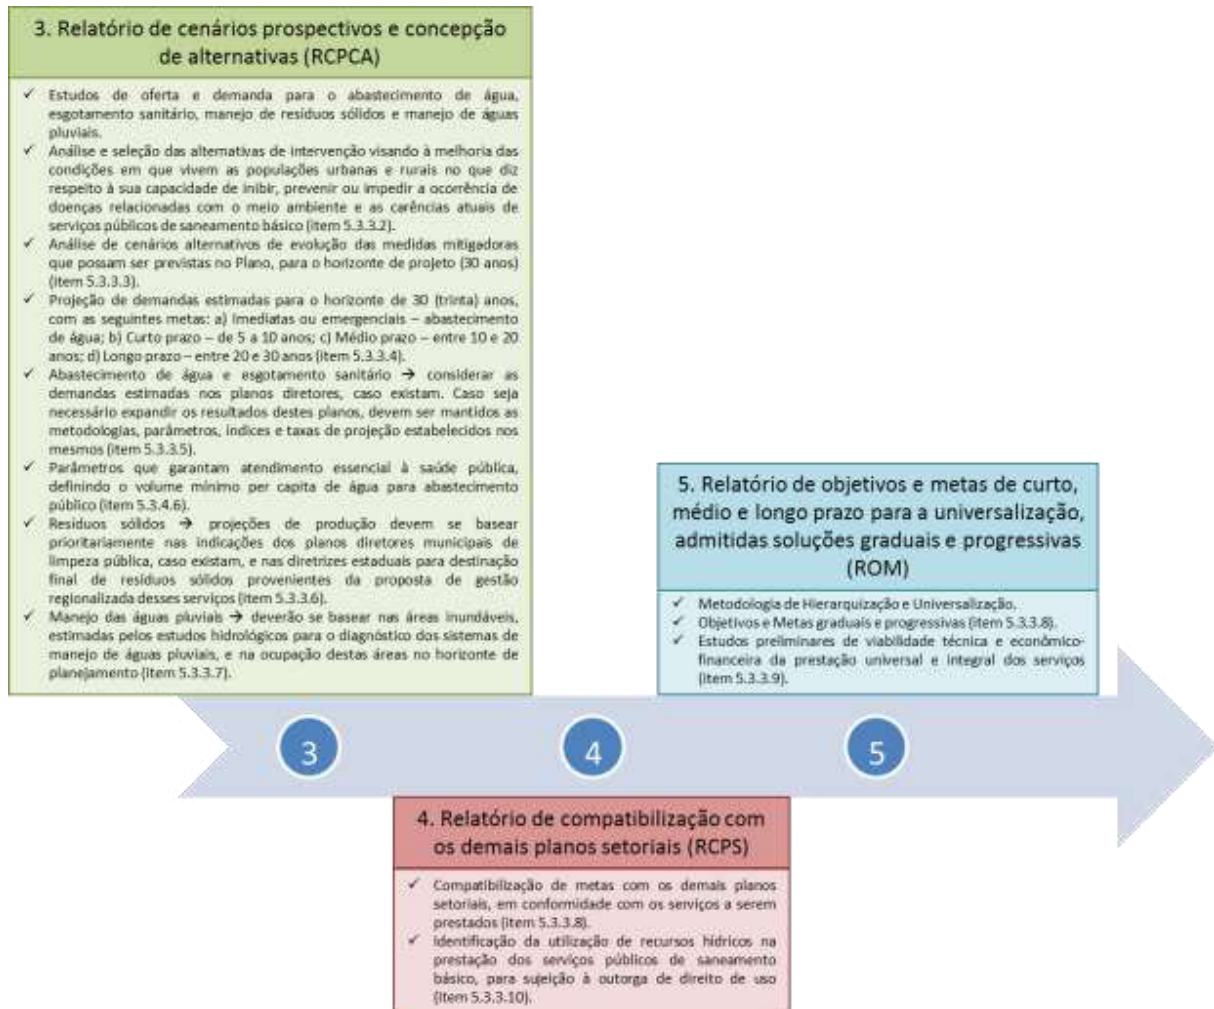 3. Relatório de cenários prospectivos e concepção
de alternativas (RCPCA)
✓ Estudos de oferta e demanda para o abastecimento de água,
esgotamento sanitário, manejo de resíduos sólidos e manejo de águas
pluviais.
✓ Análise e seleção das alternativas de intervenção visando à melhoria das
condições em que vivem as populações urbanas e rurais no que diz
respeito à sua capacidade de inibir, prevenir ou impedir a ocorrência de
doenças relacionadas com o meio ambiente e as carências atuais de
serviços públicos de saneamento básico (item 5.3.3.2).
✓ Análise de cenários alternativos de evolução das medidas mitigadoras
que possam ser previstas no Plano, para o horizonte de projeto (30 anos)
(item 5.3.3.3).
✓ Projeção de demandas estimadas para o horizonte de 30 (trinta) anos,
com as seguintes metas: a) Imediatas ou emergenciais – abastecimento
de água; b) Curto prazo – de 5 a 10 anos; c) Médio prazo – entre 10 e 20
anos; d) Longo prazo – entre 20 e 30 anos (item 5.3.3.4).
✓ Abastecimento de água e esgotamento sanitário → considerar as
demandas estimadas nos planos diretores, caso existam. Caso seja
necessário expandir os resultados destes planos, devem ser mantidos as
metodologias, parâmetros, índices e taxas de projeção estabelecidos nos
mesmos (item 5.3.3.5).
✓ Parâmetros que garantam atendimento essencial à saúde pública,
definindo o volume mínimo per capita de água para abastecimento
público (item 5.3.4.6).
✓ Resíduos sólidos → projeções de produção devem se basear
prioritariamente nas indicações dos planos diretores municipais de
limpeza pública, caso existam, e nas diretrizes estaduais para destinação
final de resíduos sólidos provenientes da proposta de gestão
regionalizada desses serviços (item 5.3.3.6).
✓ Manejo das águas pluviais → deverão se basear nas áreas inundáveis,
estimadas pelos estudos hidrológicos para o diagnóstico dos sistemas de
manejo de águas pluviais, e na ocupação destas áreas no horizonte de
planejamento (item 5.3.3.7).
5. Relatório de objetivos e metas de curto,
médio e longo prazo para a universalização,
admitidas soluções graduais e progressivas
(ROM)
✓ Metodologia de Hierarquização e Universalização.
✓ Objetivos e Metas graduais e progressivas (item 5.3.3.8).
✓ Estudos preliminares de viabilidade técnica e econômico-
financeira da prestação universal e integral dos serviços
(item 5.3.3.9).
3
4
5
4. Relatório de compatibilização com
os demais planos setoriais (RCPS)
✓ Compatibilização de metas com os demais planos
setoriais, em conformidade com os serviços a serem
prestados (item 5.3.3.8).
✓ Identificação da utilização de recursos hídricos na
prestação dos serviços públicos de saneamento
básico, para sujeição à outorga de direito de uso
(item 5.3.3.10).